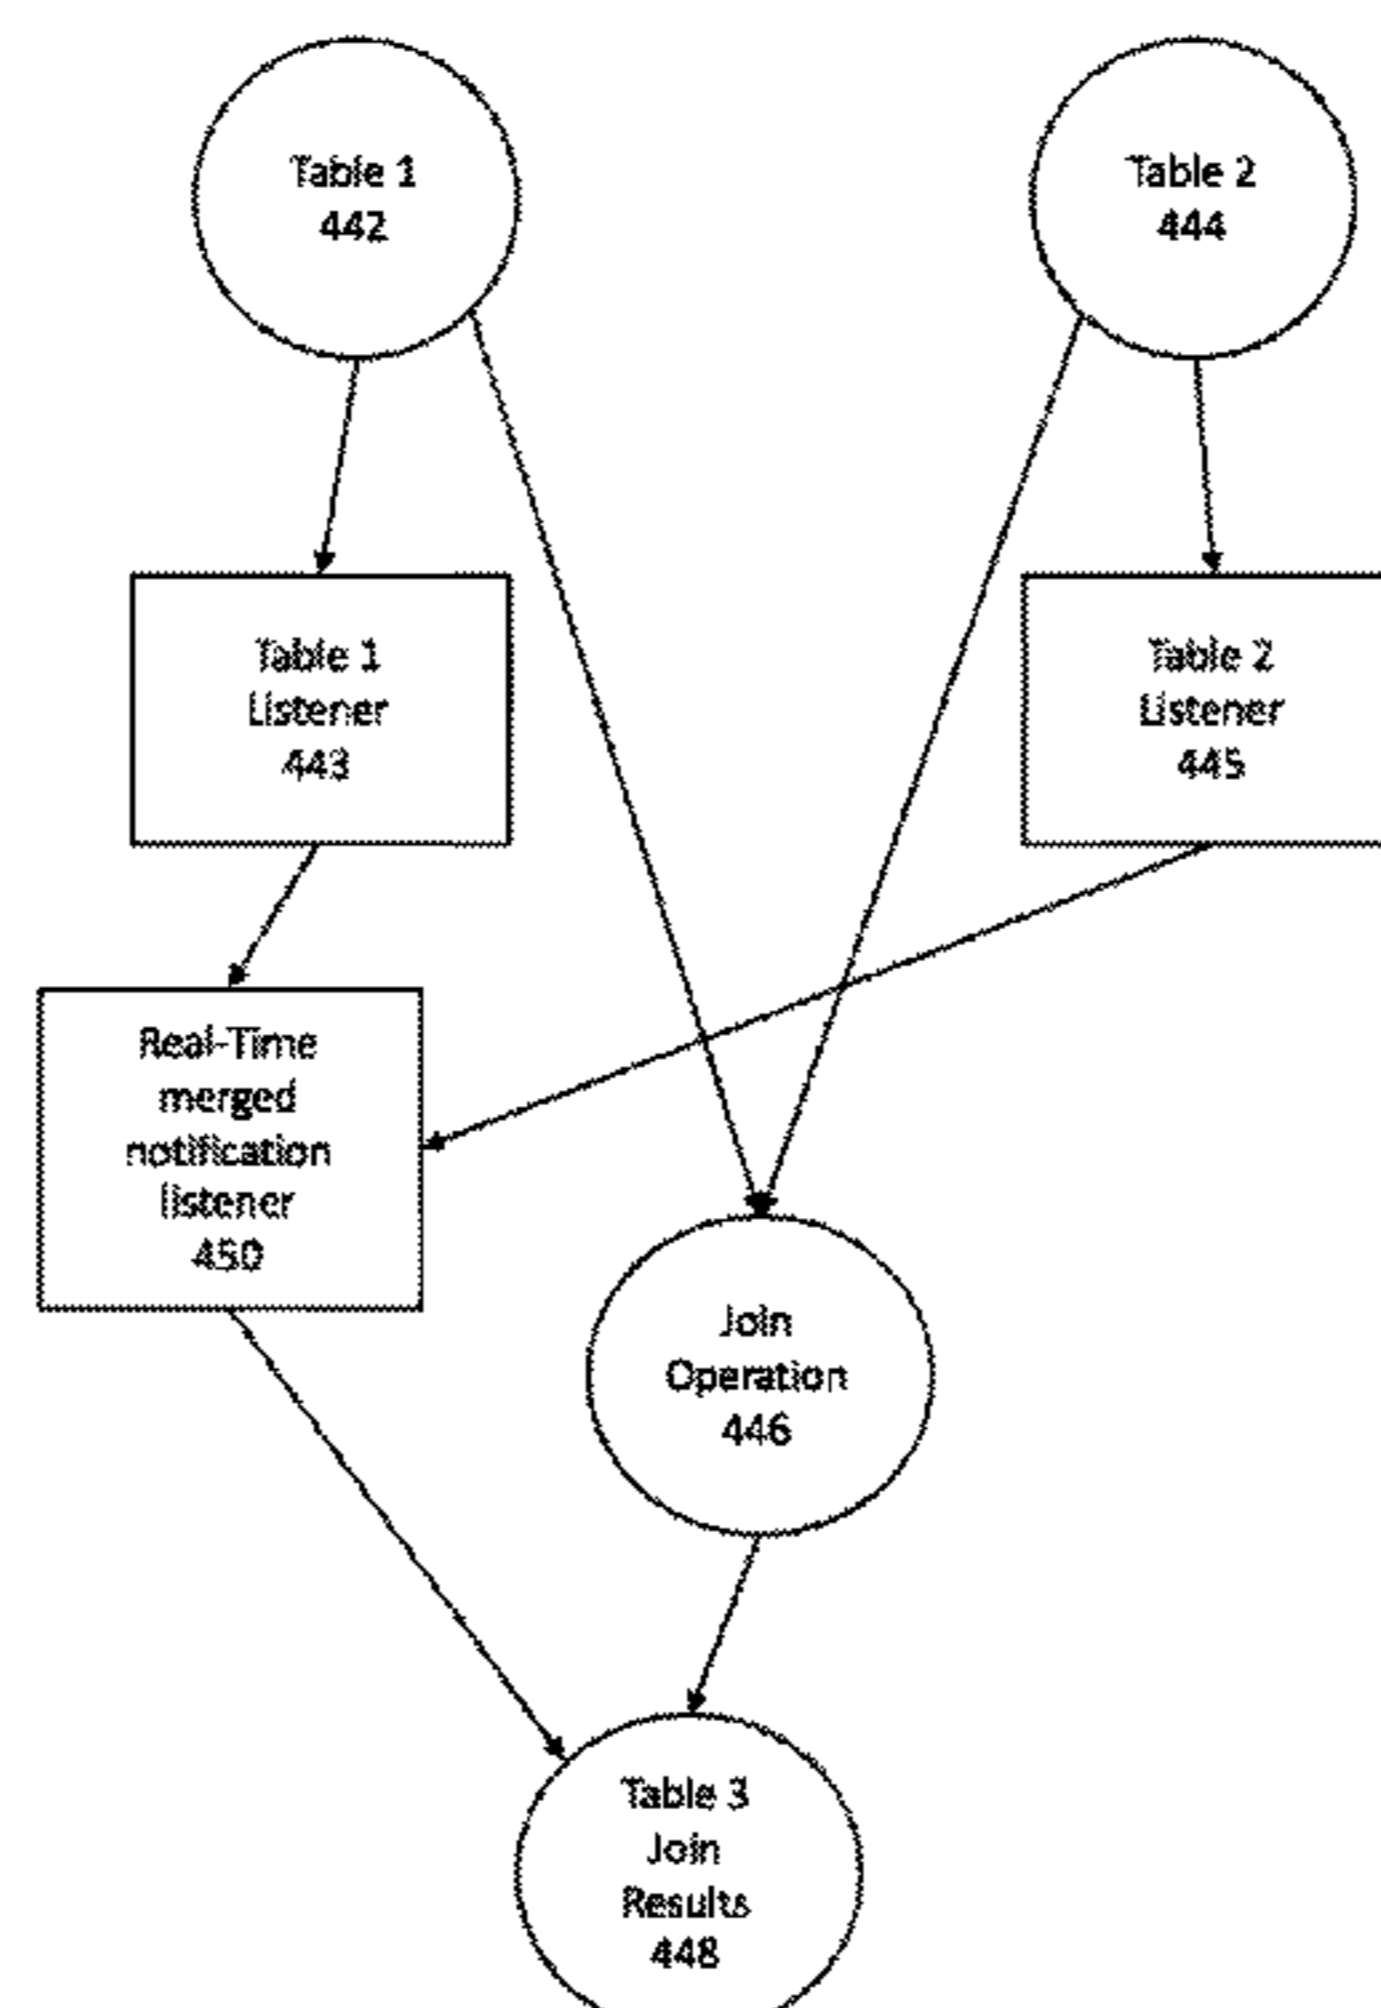 Table 1
442
Table 2
444
Table 1
Listener
443
Table 2
Listener
445
Real-Time
merged
notification
listener
450
Join
Operation
446
Table 3
Join
Results
448